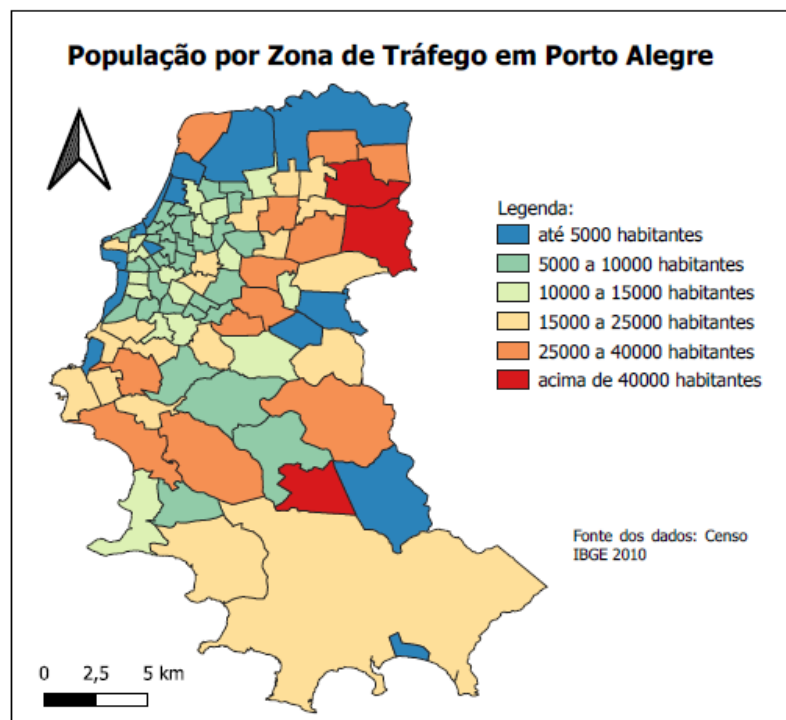 População por Zona de Tráfego em Porto Alegre
Legenda:
até 5000 habitantes
5000 a 10000 habitantes
10000 a 15000 habitantes
15000 a 25000 habitantes
25000 a 40000 habitantes
acima de 40000 habitantes
Fonte dos dados: Censo
IBGE 2010
0 2,5 5 km